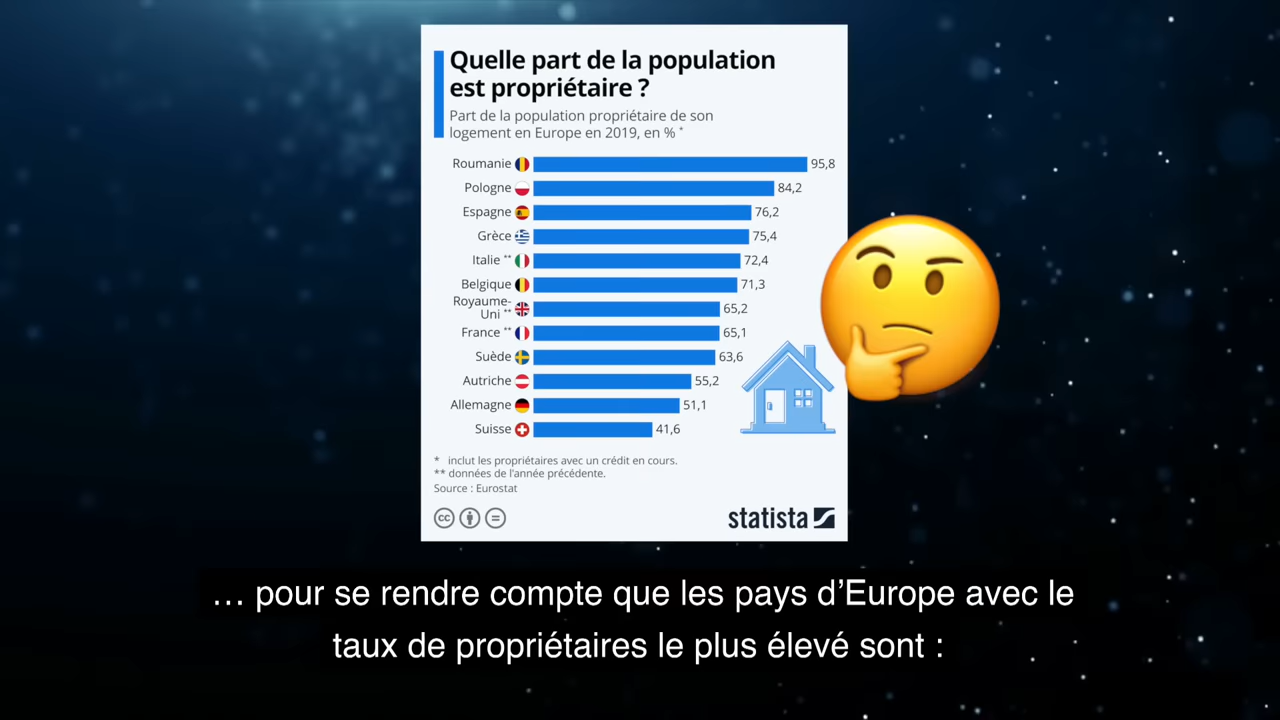 Quelle part de la population
est propriétaire ?
Part de la population propriétaire de son
logement en Europe en 2019, en % *
Roumanie 95,8
Pologne 84,2
Espagne 76,2
Grèce 75,4
Italie ** 72,4
Belgique 71,3
Royaume-
Uni ** 65,2
France ** 65,1
Suède 63,6
Autriche 55,2
Allemagne 51,1
Suisse 41,6
* inclut les propriétaires avec un crédit en cours.
** données de l'année précédente.
Source : Eurostat
cc
statista
… pour se rendre compte que les pays d’Europe avec le
taux de propriétaires le plus élevé sont :